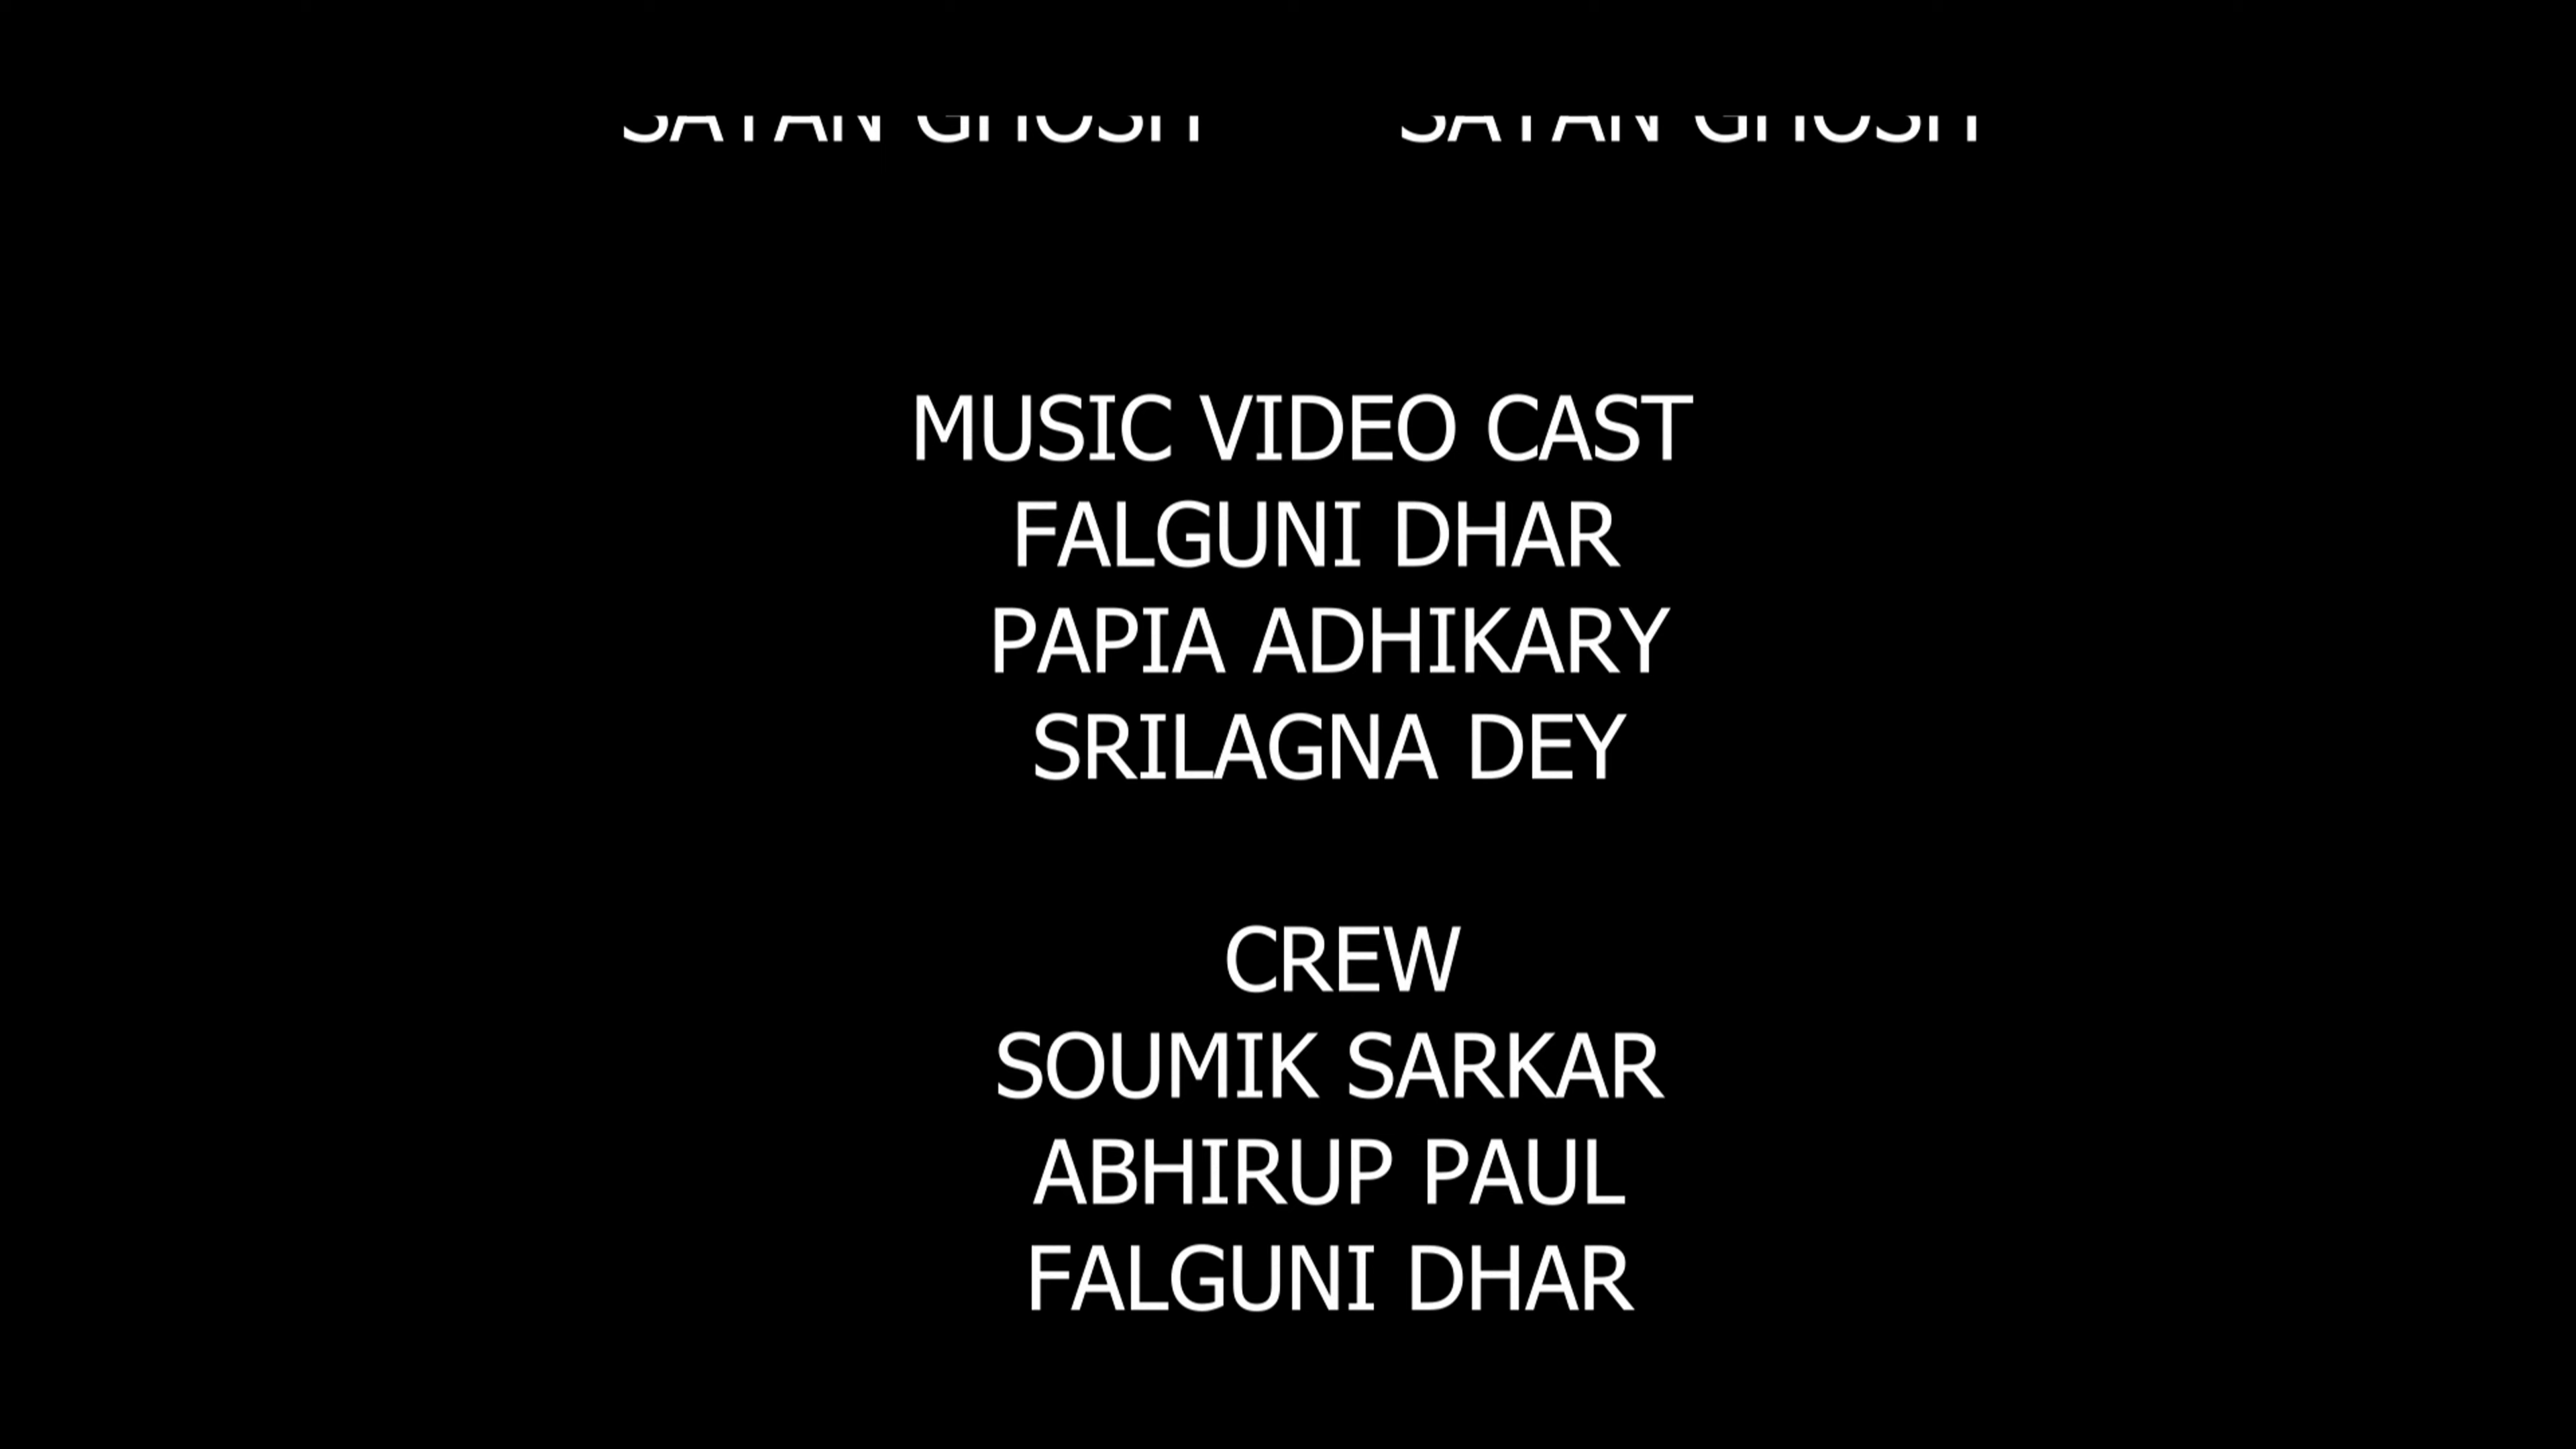 MUSIC VIDEO CAST
FALGUNI DHAR
PAPIA ADHIKARY
SRILAGNA DEY
CREW
SOUMIK SARKAR
ABHIRUP PAUL
FALGUNI DHAR